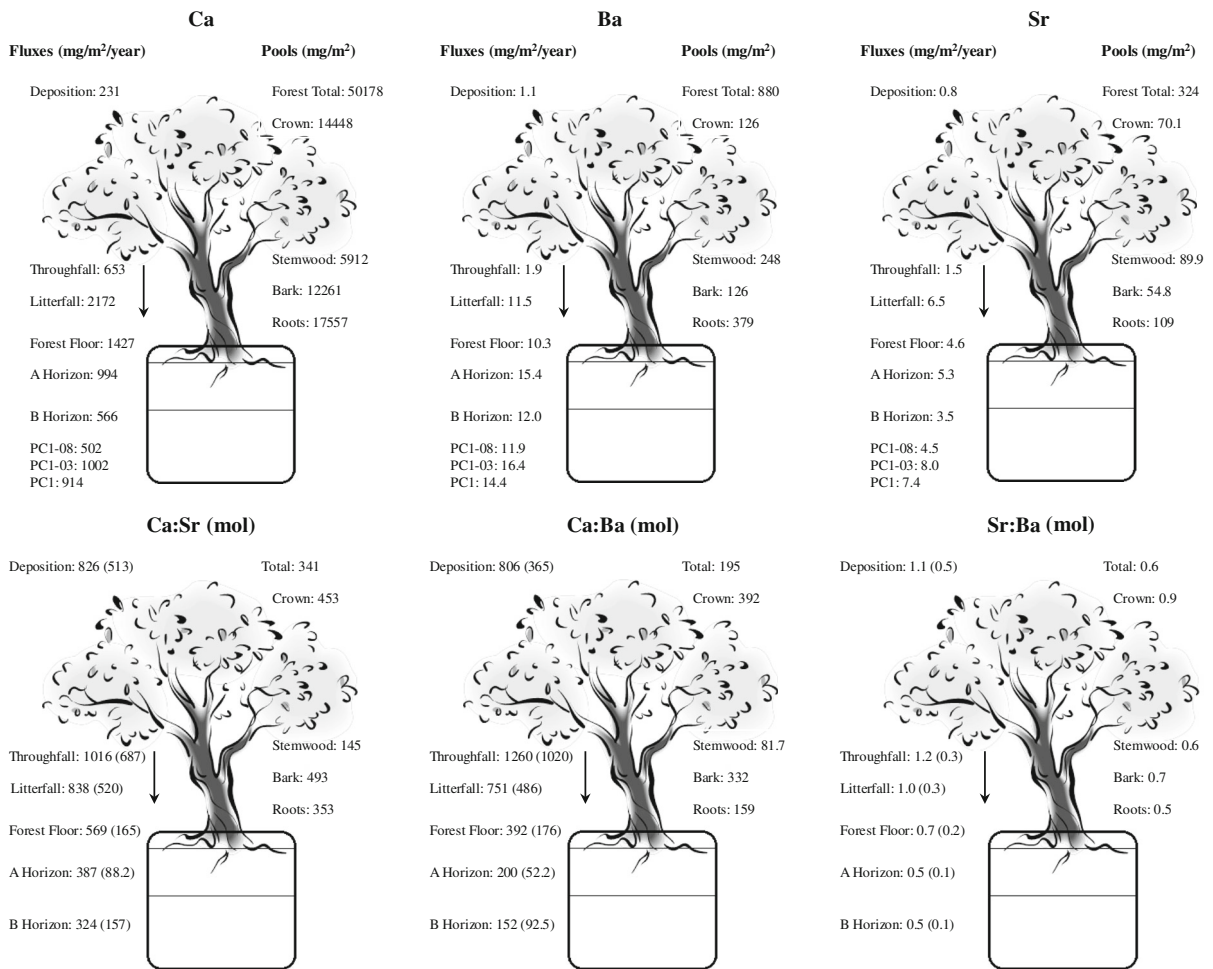 Ca
Fluxes (mg/m²/year)
Pools (mg/m²)
Deposition: 231
Forest Total: 50178
Crown: 14448
Throughfall: 653
Litterfall: 2172
Stemwood: 5912
Bark: 12261
Roots: 17557
Forest Floor: 1427
A Horizon: 994
B Horizon: 566
PC1-08: 502
PC1-03: 1002
PC1: 914
Ba
Fluxes (mg/m²/year)
Pools (mg/m²)
Deposition: 1.1
Forest Total: 880
Crown: 126
Throughfall: 1.9
Litterfall: 11.5
Stemwood: 248
Bark: 126
Roots: 379
Forest Floor: 10.3
A Horizon: 15.4
B Horizon: 12.0
PC1-08: 11.9
PC1-03: 16.4
PC1: 14.4
Sr
Fluxes (mg/m²/year)
Pools (mg/m²)
Deposition: 0.8
Forest Total: 324
Crown: 70.1
Throughfall: 1.5
Litterfall: 6.5
Stemwood: 89.9
Bark: 54.8
Roots: 109
Forest Floor: 4.6
A Horizon: 5.3
B Horizon: 3.5
PC1-08: 4.5
PC1-03: 8.0
PC1: 7.4
Ca:Sr (mol)
Deposition: 826 (513)
Total: 341
Crown: 453
Throughfall: 1016 (687)
Litterfall: 838 (520)
Stemwood: 145
Bark: 493
Roots: 353
Forest Floor: 569 (165)
A Horizon: 387 (88.2)
B Horizon: 324 (157)
Ca:Ba (mol)
Deposition: 806 (365)
Total: 195
Crown: 392
Throughfall: 1260 (1020)
Litterfall: 751 (486)
Stemwood: 81.7
Bark: 332
Roots: 159
Forest Floor: 392 (176)
A Horizon: 200 (52.2)
B Horizon: 152 (92.5)
Sr:Ba (mol)
Deposition: 1.1 (0.5)
Total: 0.6
Crown: 0.9
Throughfall: 1.2 (0.3)
Litterfall: 1.0 (0.3)
Stemwood: 0.6
Bark: 0.7
Roots: 0.5
Forest Floor: 0.7 (0.2)
A Horizon: 0.5 (0.1)
B Horizon: 0.5 (0.1)